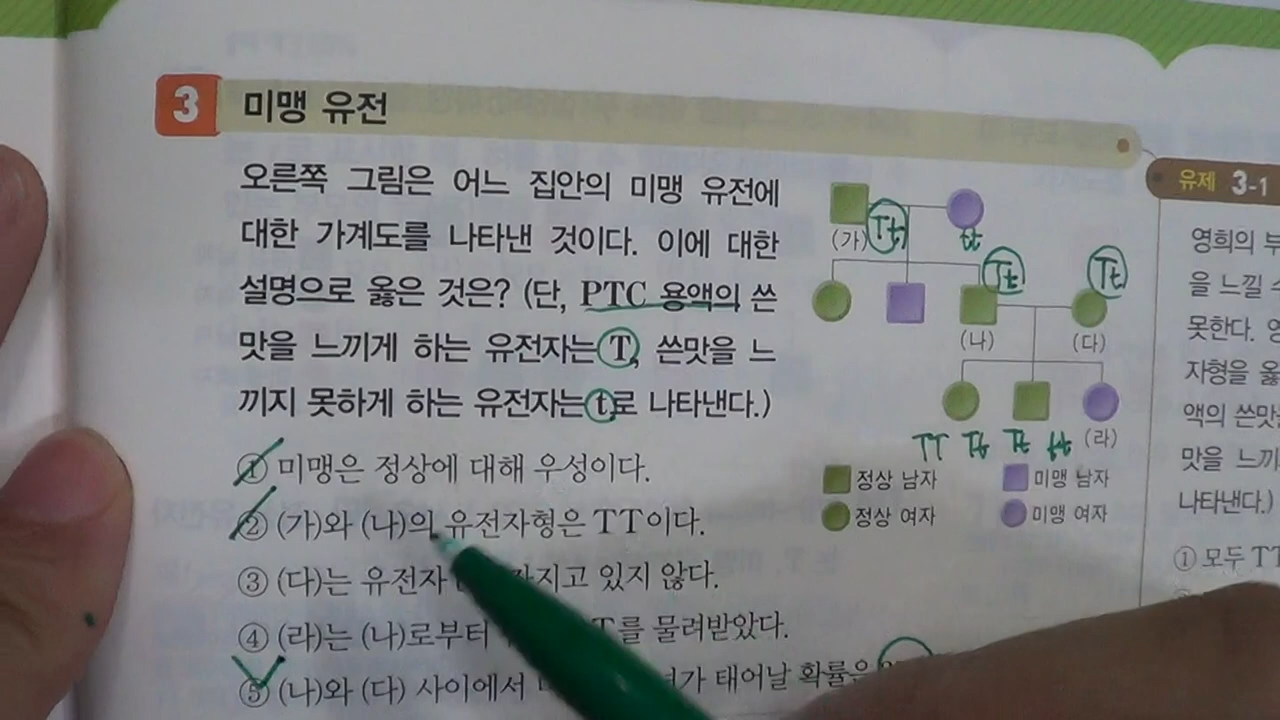 3 미맹 유전
오른쪽 그림은 어느 집안의 미맹 유전에
대한 가계도를 나타낸 것이다. 이에 대한
설명으로 옳은 것은? (단, PTC 용액의 쓴
맛을 느끼게 하는 유전자는 T, 쓴맛을 느
끼지 못하게 하는 유전자는 t로 나타낸다.)
(가) Tt tt
Tt Tt
(나) (다)
TT Tt Tt tt (라)
정상 남자 미맹 남자
정상 여자 미맹 여자
① 미맹은 정상에 대해 우성이다.
② (가)와 (나)의 유전자형은 TT이다.
③ (다)는 유전자 가지고 있지 않다.
④ (라)는 (나)로부터 T를 물려받았다.
⑤ (나)와 (다) 사이에서 태어날 확률은
유제 3-1
영희의 부
을 느낄
못한다.
자형을
액의 쓴맛
맛을 느끼
나타낸다.)
① 모두 TT